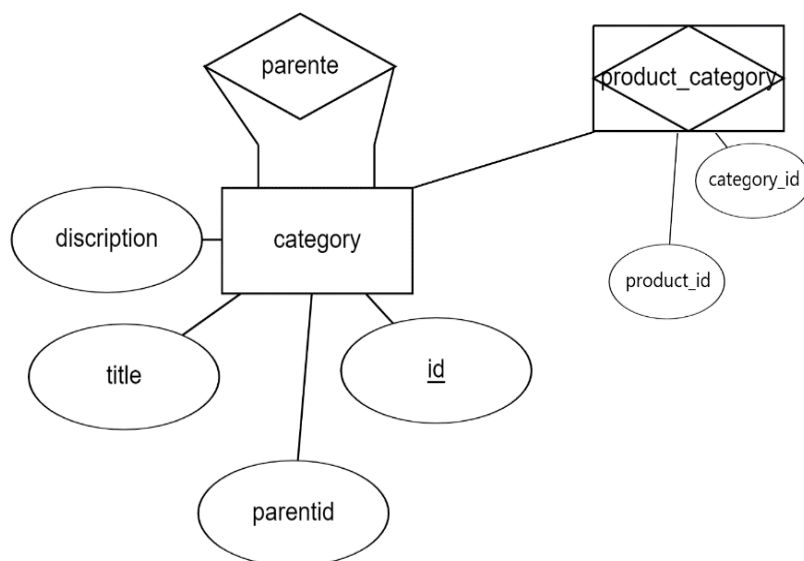 parente
product_category
category_id
discription
category
product_id
title
id
parentid